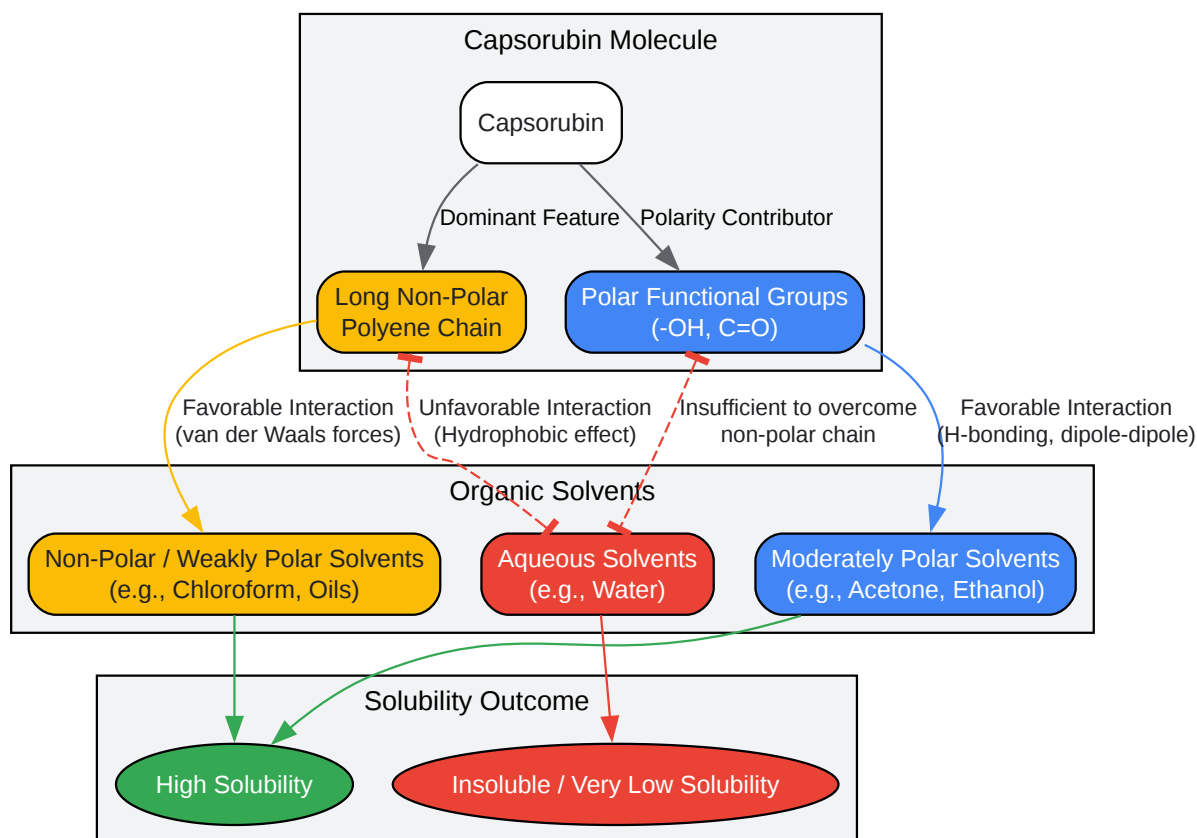 Capsorubin Molecule
Capsorubin
Dominant Feature
Polarity Contributor
Long Non-Polar
Polyene Chain
Polar Functional Groups
(-OH, C=O)
Favorable Interaction
(van der Waals forces)
Unfavorable Interaction
(Hydrophobic effect)
Insufficient to overcome
non-polar chain
Favorable Interaction
(H-bonding, dipole-dipole)
Organic Solvents
Non-Polar / Weakly Polar Solvents
(e.g., Chloroform, Oils)
Aqueous Solvents
(e.g., Water)
Moderately Polar Solvents
(e.g., Acetone, Ethanol)
Solubility Outcome
High Solubility
Insoluble / Very Low Solubility